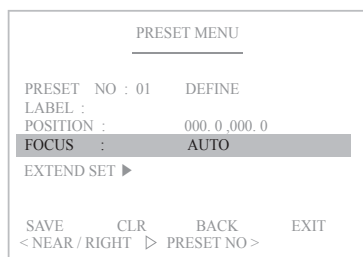 PRESET MENU
PRESET NO : 01 DEFINE
LABEL :
POSITION : 000. 0 ,000. 0
FOCUS : AUTO
EXTEND SET ▶
SAVE CLR BACK EXIT
< NEAR / RIGHT ▷ PRESET NO >